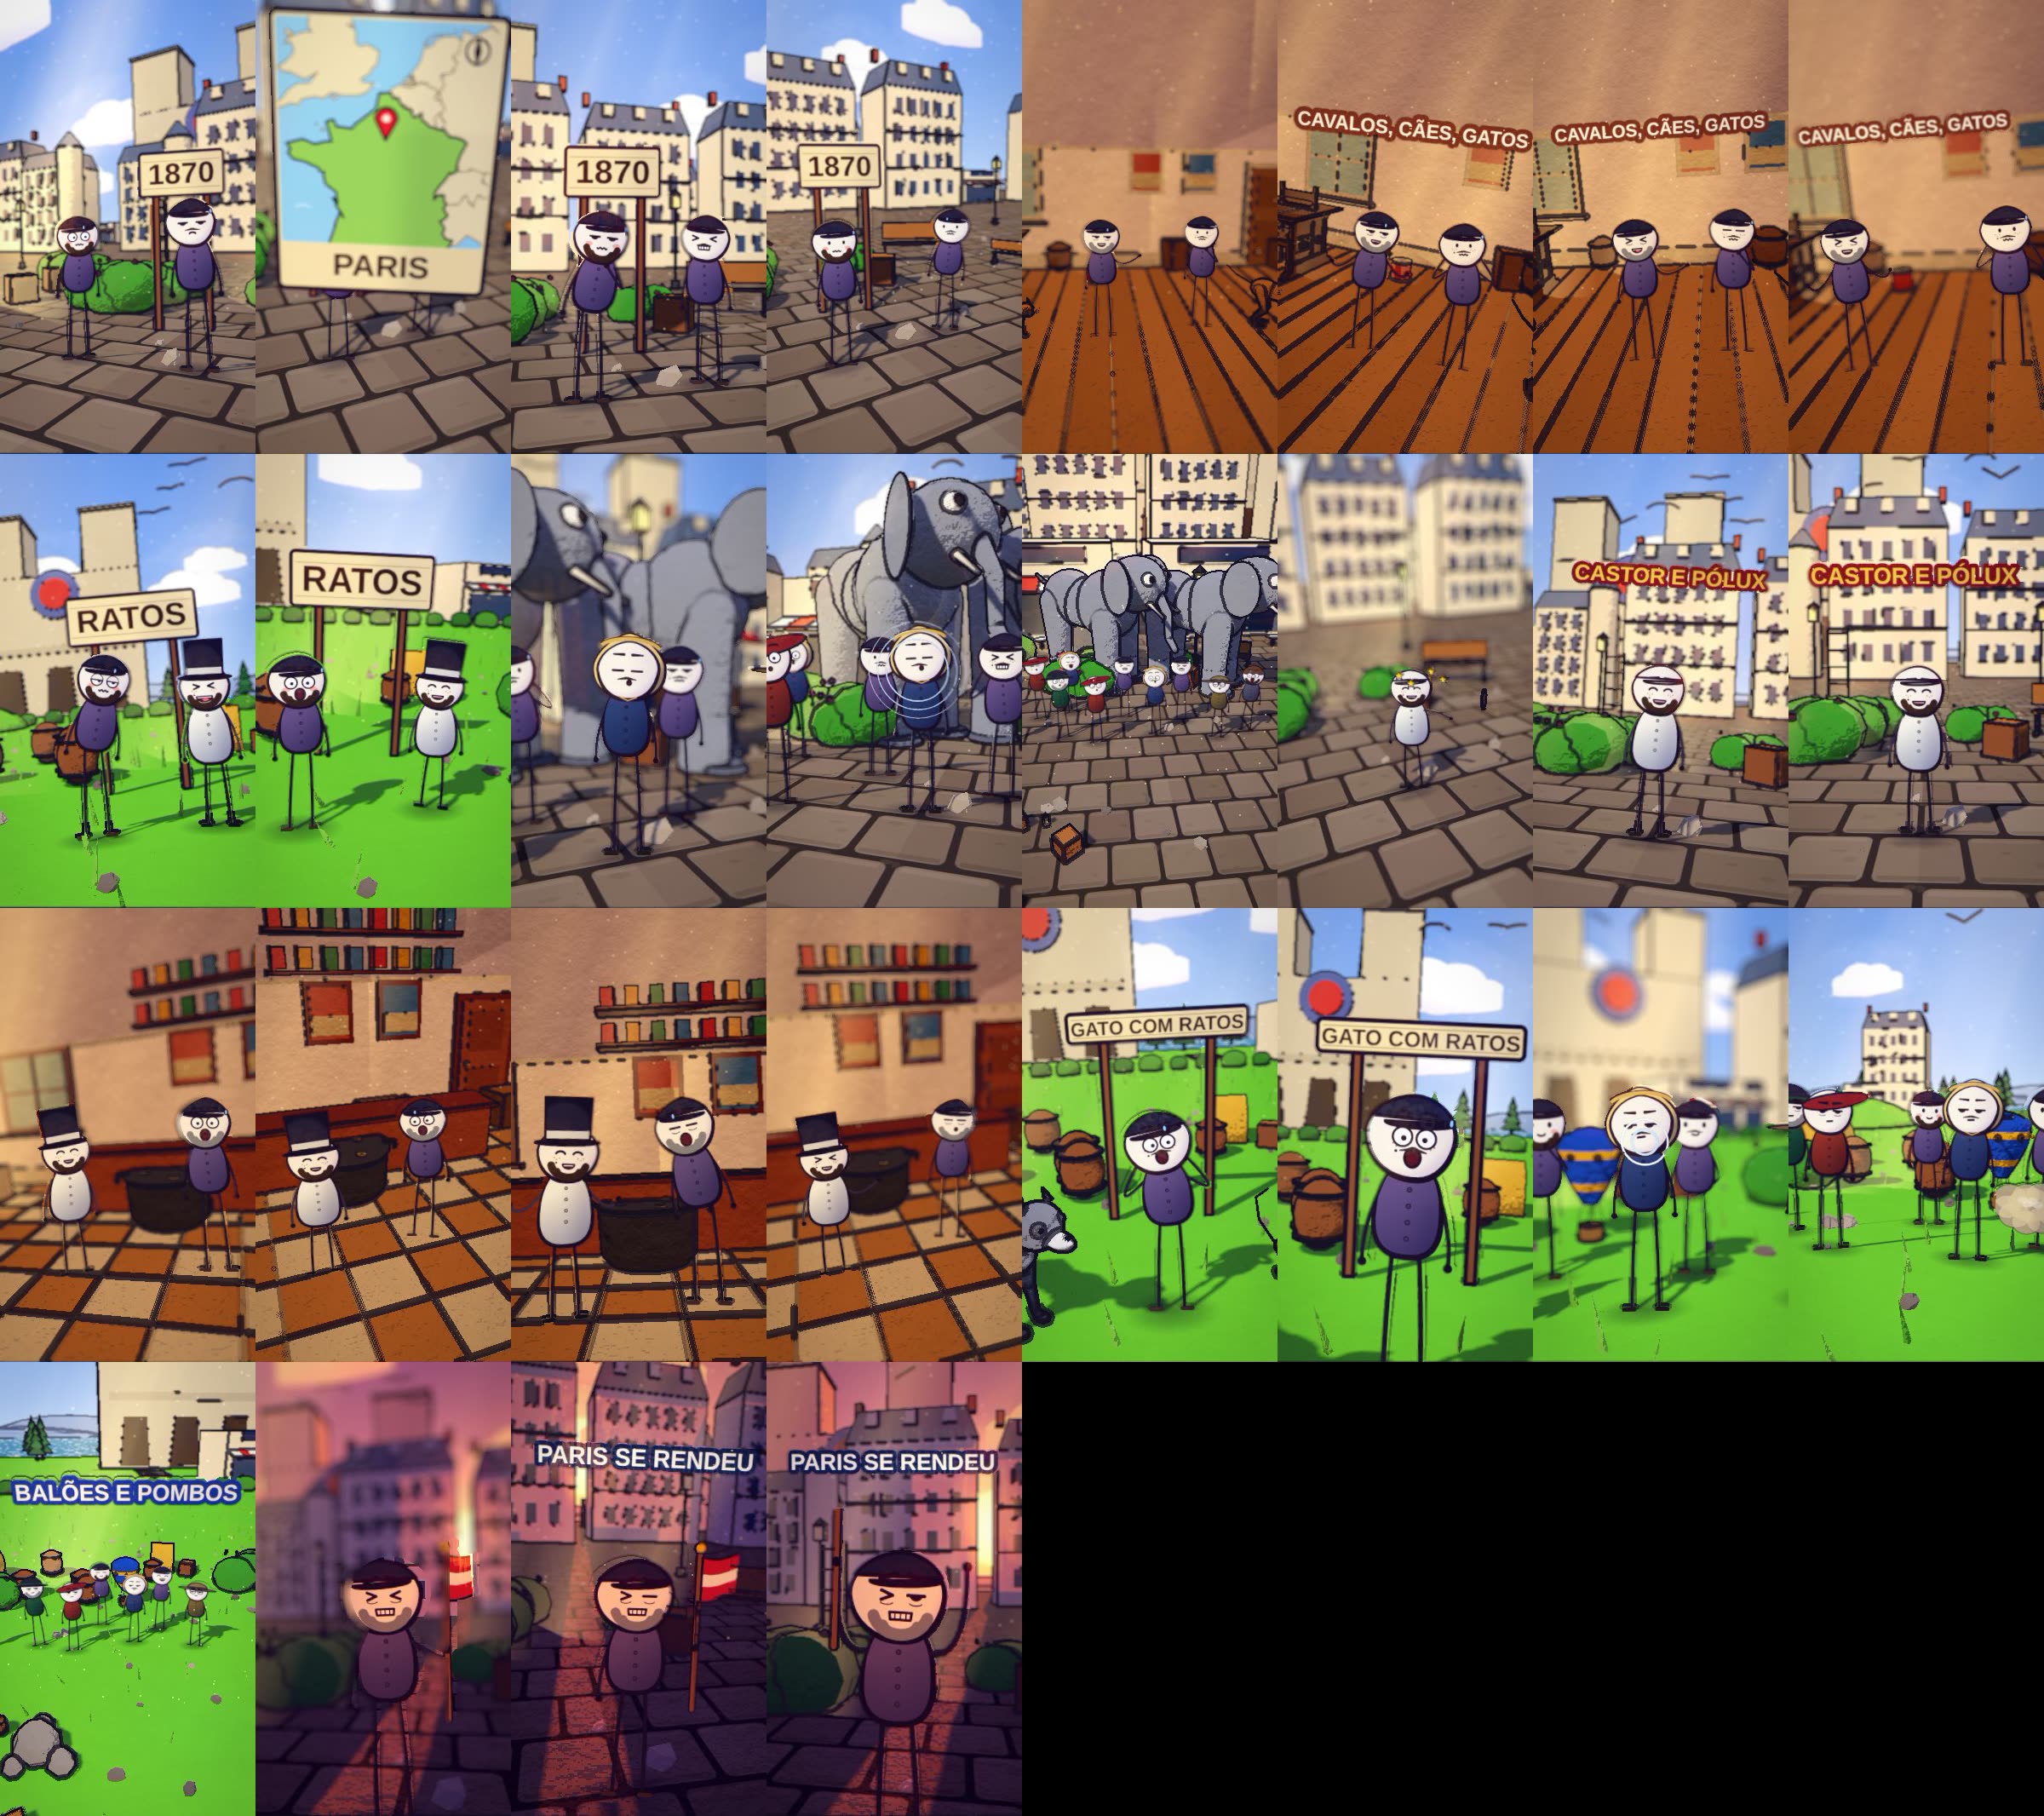 1870
PARIS
1870
1870
CAVALOS, CÃES, GATOS
CAVALOS, CÃES, GATOS
CAVALOS, CÃES, GATOS
RATOS
RATOS
CASTOR E PÓLUX
CASTOR E PÓLUX
GATO COM RATOS
GATO COM RATOS
BALÕES E POMBOS
PARIS SE RENDEU
PARIS SE RENDEU